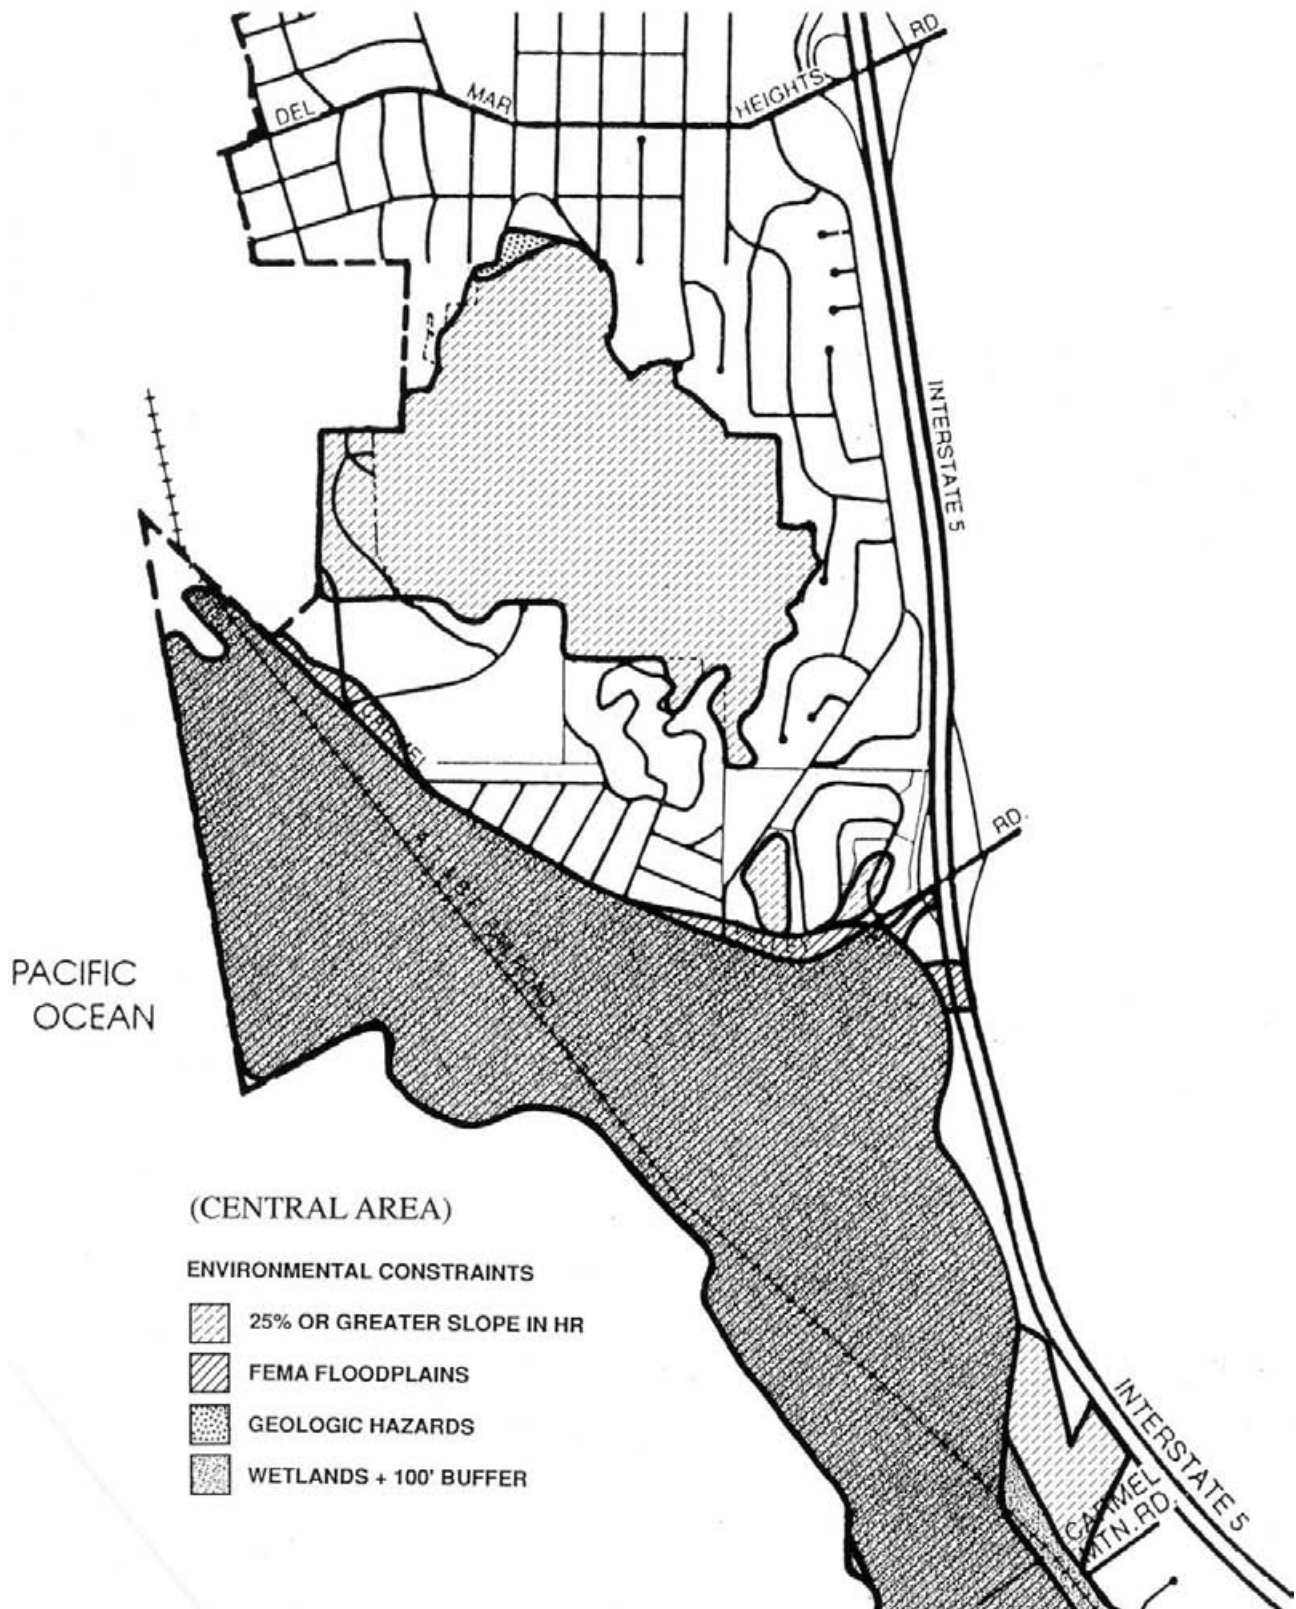 RD.
DEL
MAR
HEIGHTS
INTERSTATE 5
RD.
PACIFIC
OCEAN
(CENTRAL AREA)
ENVIRONMENTAL CONSTRAINTS
25% OR GREATER SLOPE IN HR
FEMA FLOODPLAINS
GEOLOGIC HAZARDS
WETLANDS + 100' BUFFER
INTERSTATE 5
CARMEL
MTN. RD.